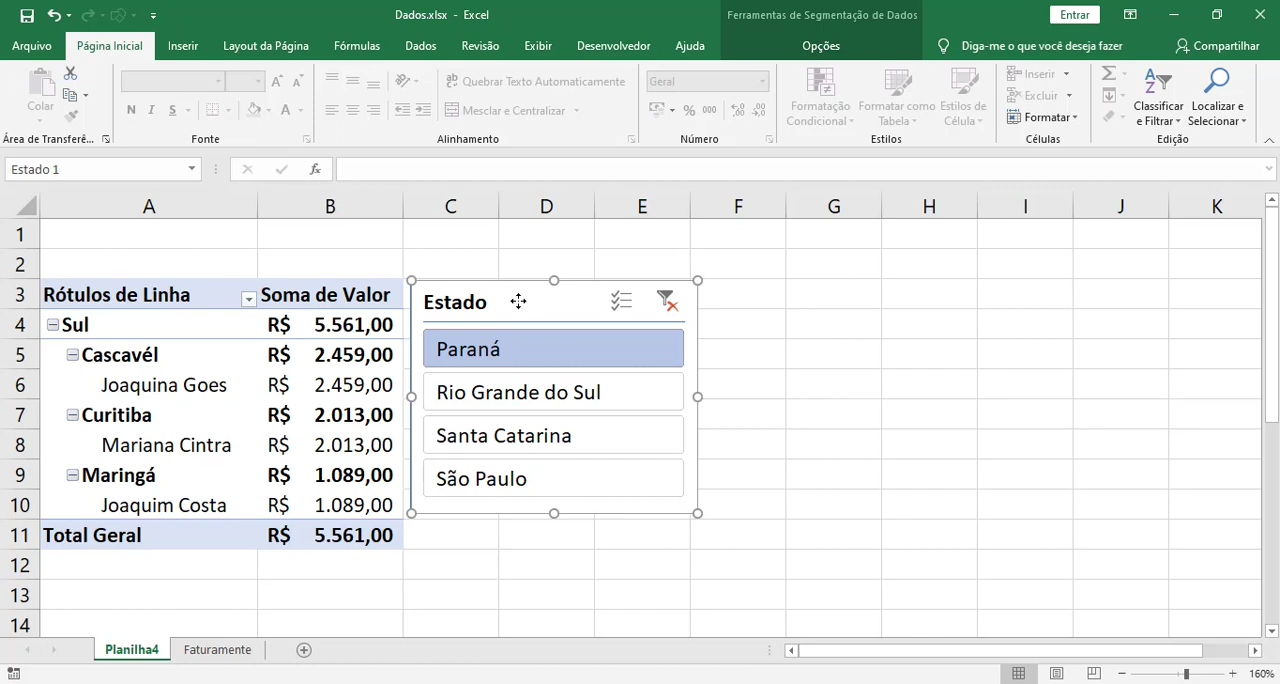 Dados.xlsx - Excel
Ferramentas de Segmentação de Dados
Entrar
Arquivo Página Inicial Inserir Layout da Página Fórmulas Dados Revisão Exibir Desenvolvedor Ajuda Opções Diga-me o que você deseja fazer Compartilhar
Colar
N I S A A A
Quebrar Texto Automaticamente
Mesclar e Centralizar
Geral
% 000
Formatação Condicional
Formatar como Tabela
Estilos de Célula
Inserir
Excluir
Formatar
Classificar e Filtrar
Localizar e Selecionar
Área de Transferê... Fonte Alinhamento Número Estilos Células Edição
Estado 1 fx
A B C D E F G H I J K
1
2
3 Rótulos de Linha Soma de Valor
4 Sul R$ 5.561,00
5 Cascavél R$ 2.459,00
6 Joaquina Goes R$ 2.459,00
7 Curitiba R$ 2.013,00
8 Mariana Cintra R$ 2.013,00
9 Maringá R$ 1.089,00
10 Joaquim Costa R$ 1.089,00
11 Total Geral R$ 5.561,00
12
13
14
Estado
Paraná
Rio Grande do Sul
Santa Catarina
São Paulo
Planilha4 Faturamente
160%